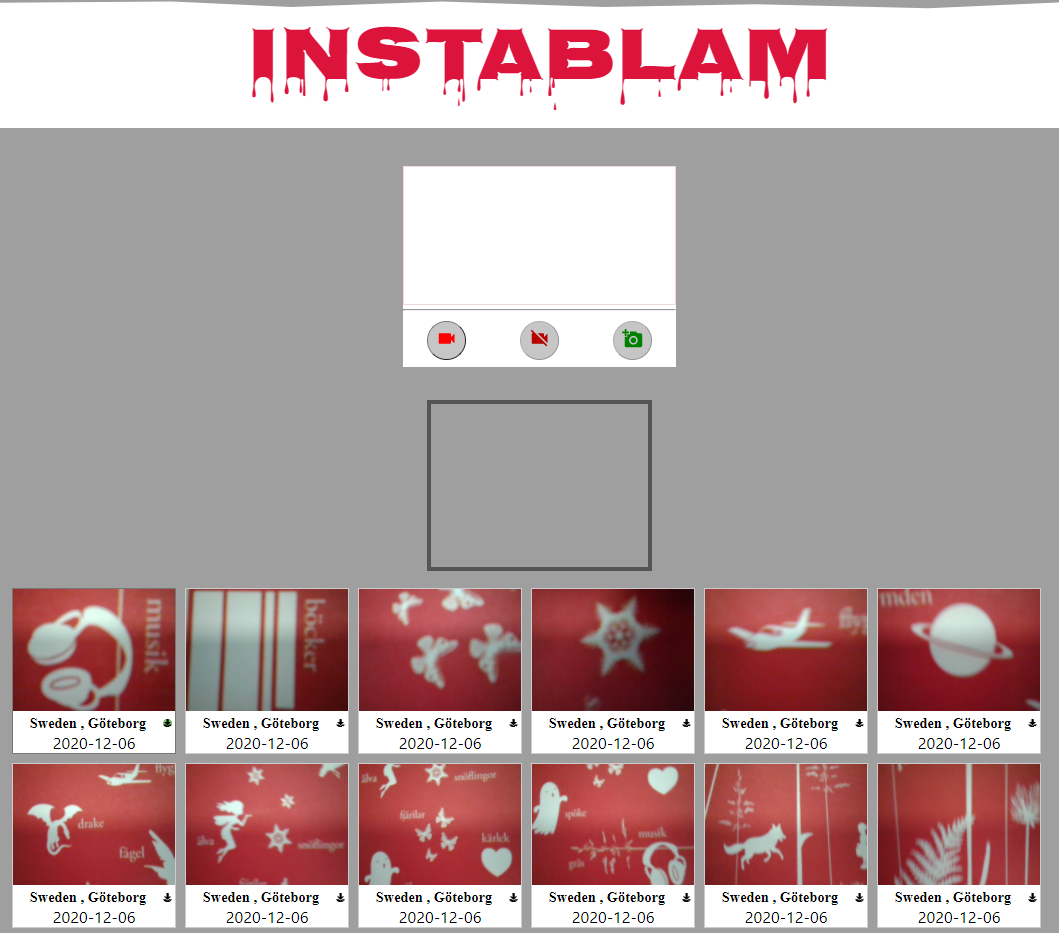 INSTABLAM
musik
böcker
mden
Sweden , Göteborg
2020-12-06
Sweden , Göteborg
2020-12-06
Sweden , Göteborg
2020-12-06
Sweden , Göteborg
2020-12-06
Sweden , Göteborg
2020-12-06
Sweden , Göteborg
2020-12-06
flyg
drake
fågel
älva
snöflingor
älva
snöflingor
fjärilar
kärlek
spöke
musik
gräs
Sweden , Göteborg
2020-12-06
Sweden , Göteborg
2020-12-06
Sweden , Göteborg
2020-12-06
Sweden , Göteborg
2020-12-06
Sweden , Göteborg
2020-12-06
Sweden , Göteborg
2020-12-06